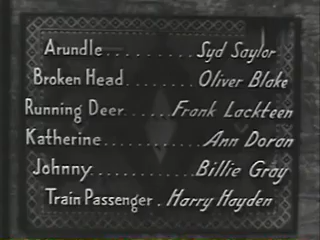 Arundle.........Syd Saylor
Broken Head........Oliver Blake
Running Deer......Frank Lackteen
Katherine............Ann Doran
Johnny.............Billie Gray
Train Passenger . Harry Hayden